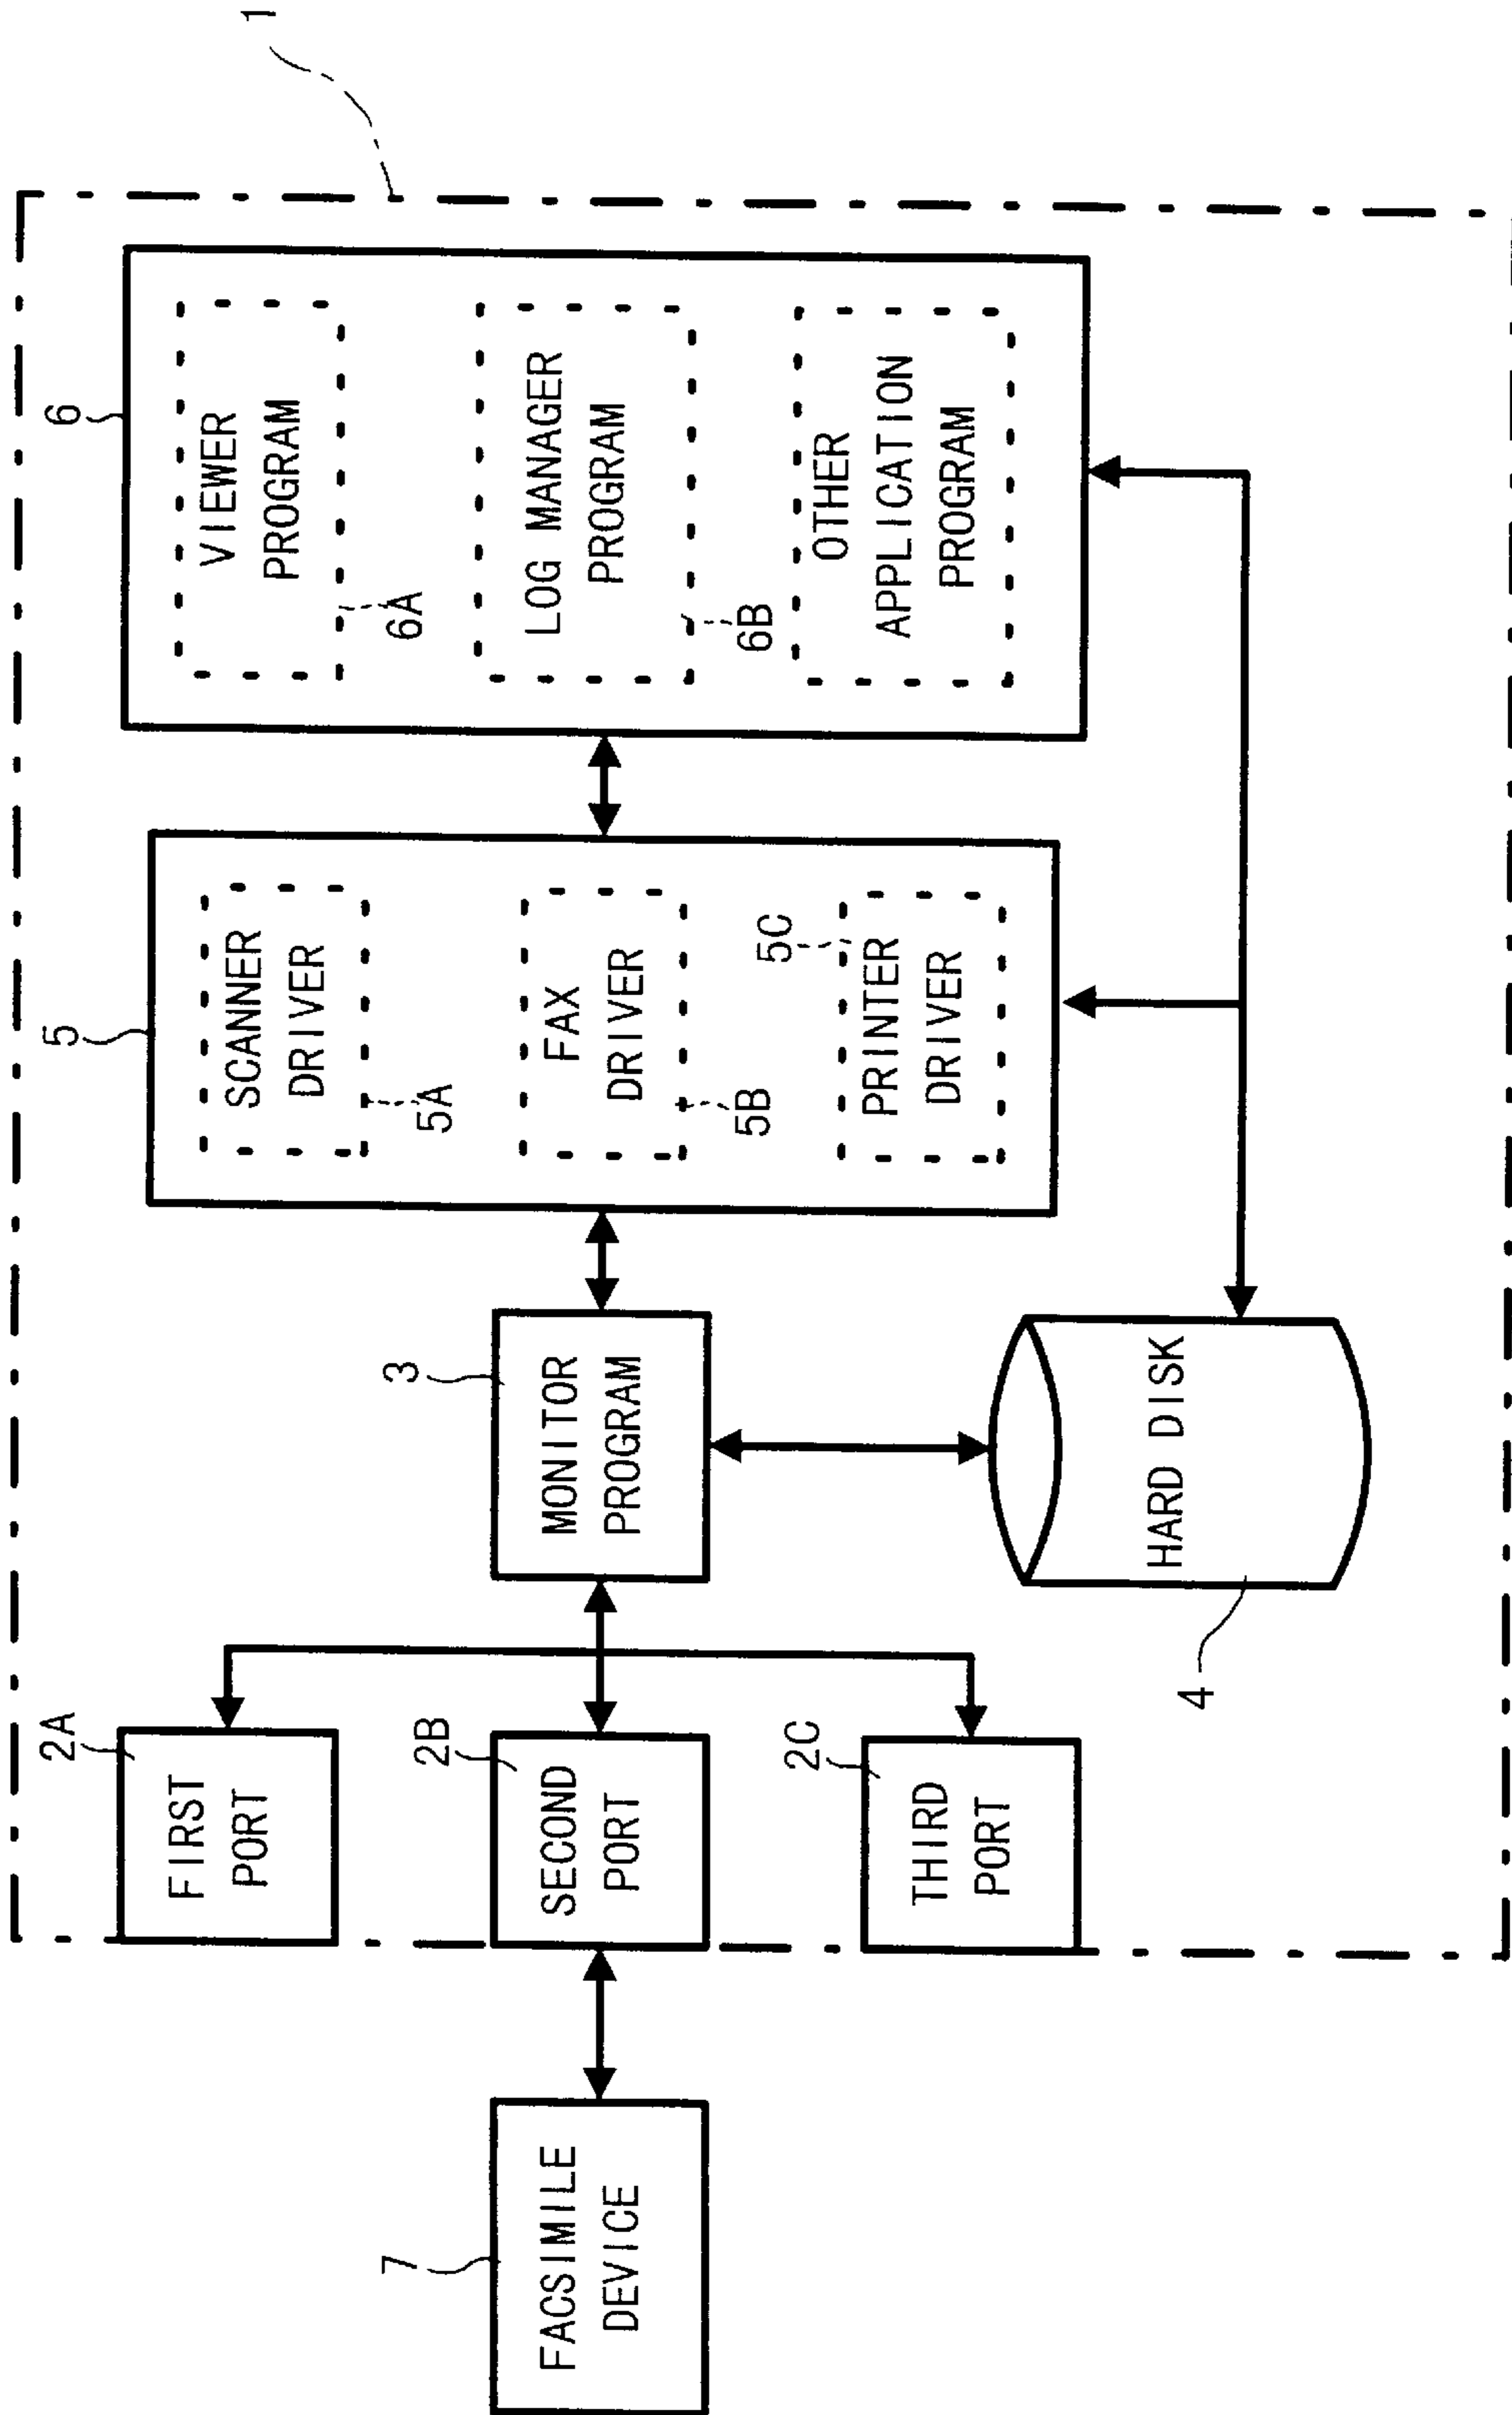 1
6
VIEWER
PROGRAM
6A
LOG MANAGER
PROGRAM
6B
OTHER
APPLICATION
PROGRAM
5
SCANNER
DRIVER
5A
FAX
DRIVER
5B
5C
PRINTER
DRIVER
3
MONITOR
PROGRAM
HARD DISK
4
2A
FIRST
PORT
2B
SECOND
PORT
2C
THIRD
PORT
7
FACSIMILE
DEVICE